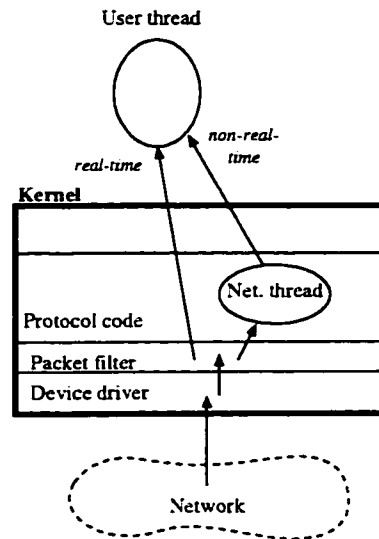 User thread
real-time
non-real-
time
Kernel
Net. thread
Protocol code
Packet filter
Device driver
Network